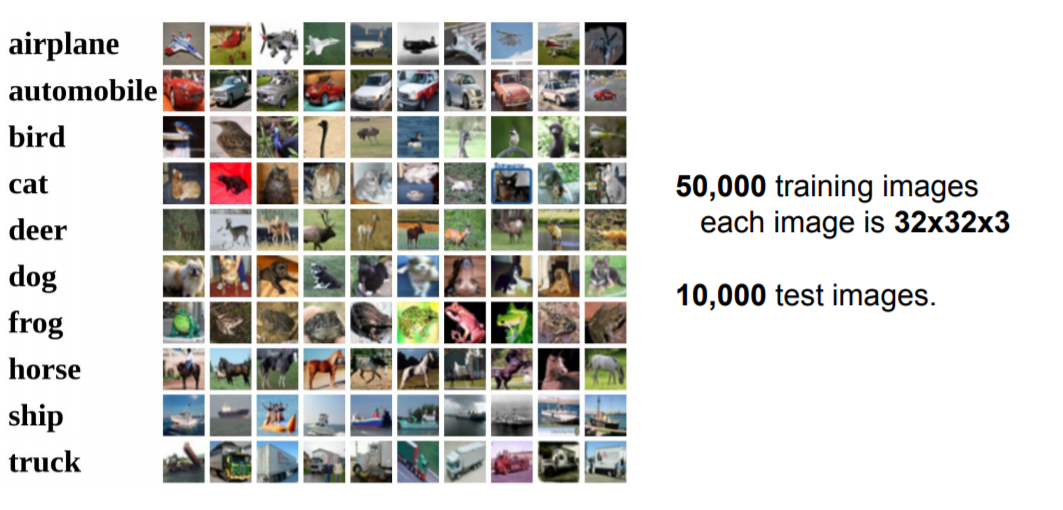 airplane
automobile
bird
cat
deer
dog
frog
horse
ship
truck
50,000 training images
each image is 32x32x3
10,000 test images.